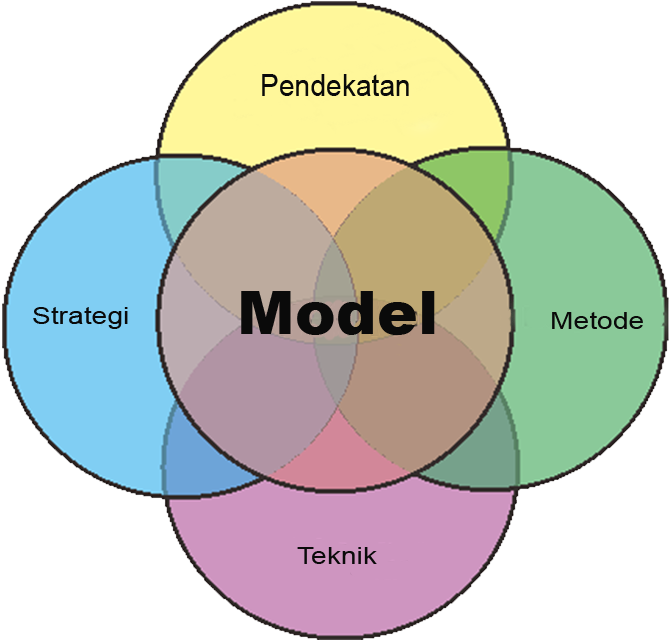 Pendekatan
Strategi
Model
Metode
Teknik